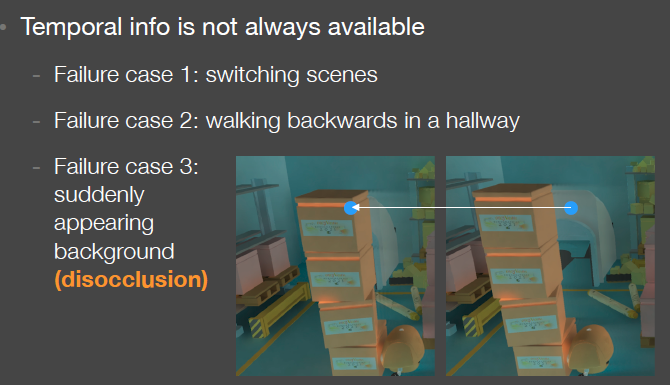 Temporal info is not always available
- Failure case 1: switching scenes
- Failure case 2: walking backwards in a hallway
- Failure case 3:
suddenly
appearing
background
(disocclusion)